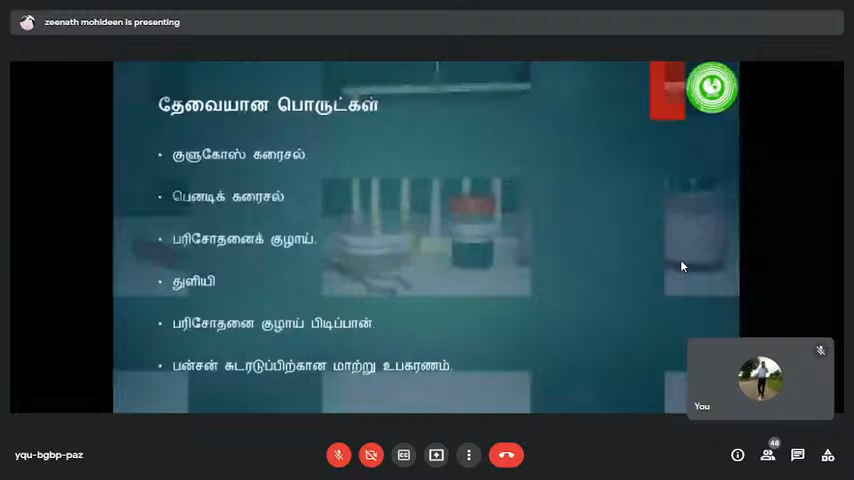 zeenath mohideen is presenting
தேவையான பொருட்கள்
• குளுகோஸ் கரைசல்.
• பெனடிக் கரைசல்
• பரிசோதனைக் குழாய்.
• துளியி
• பரிசோதனை குழாய் பிடிப்பான்.
• பன்சன் சுடரடுப்பிற்கான மாற்று உபகரணம்.
You
48
yqu-bgbp-paz